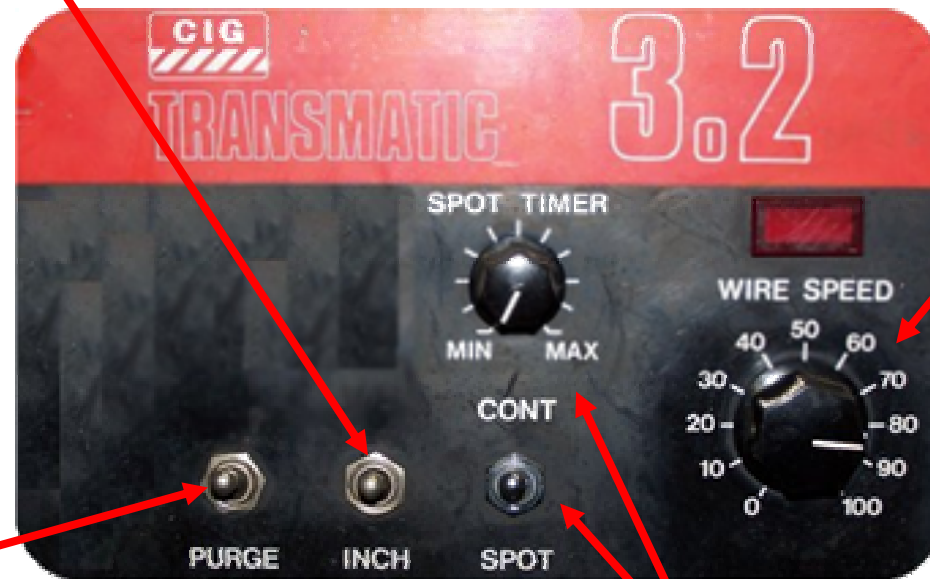 CIG
TRANSMATIC 3.2
SPOT TIMER
MIN MAX
CONT
WIRE SPEED
0 10 20 30 40 50 60 70 80 90 100
PURGE INCH SPOT